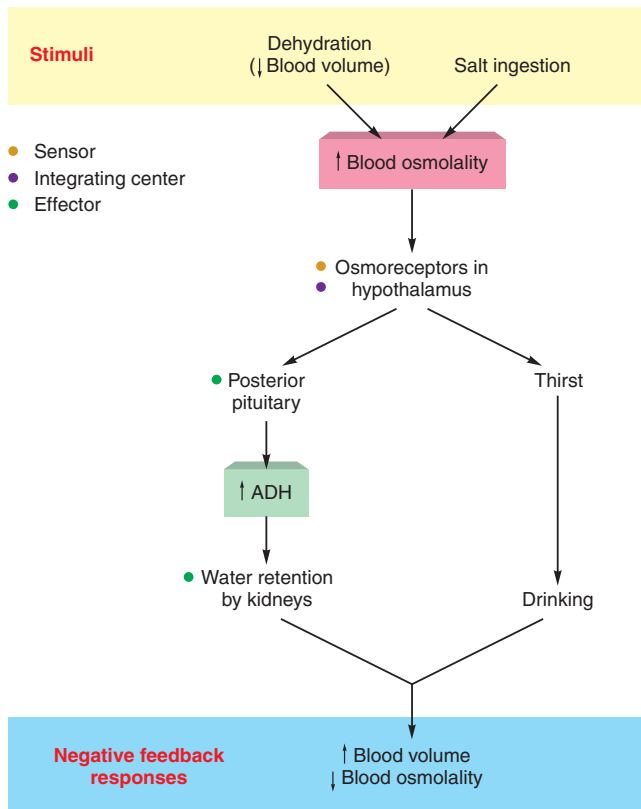 Stimuli
Dehydration
(↓ Blood volume)
Salt ingestion
Sensor
Integrating center
Effector
↑ Blood osmolality
Osmoreceptors in
hypothalamus
Posterior
pituitary
Thirst
↑ ADH
Water retention
by kidneys
Drinking
Negative feedback
responses
↑ Blood volume
↓ Blood osmolality